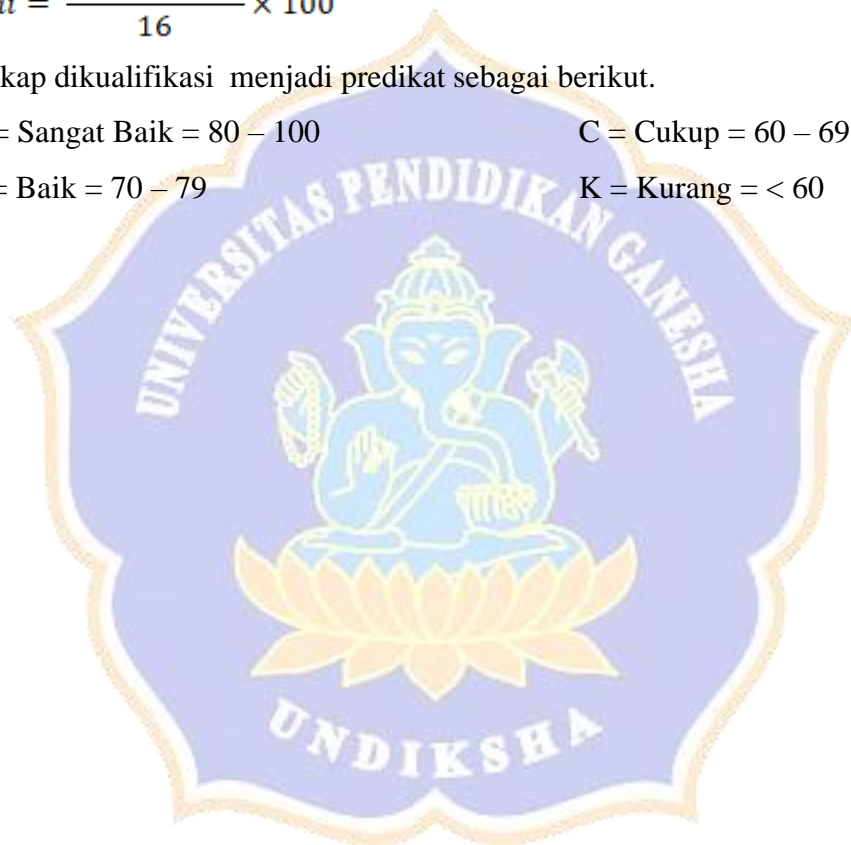 =
16
× 100
kap dikualifikasi menjadi predikat sebagai berikut.
= Sangat Baik = 80 – 100 C = Cukup = 60 – 69
= Baik = 70 – 79 K = Kurang = < 60
UNIVERSITAS PENDIDIKAN GANESHA
UNDIKSHA